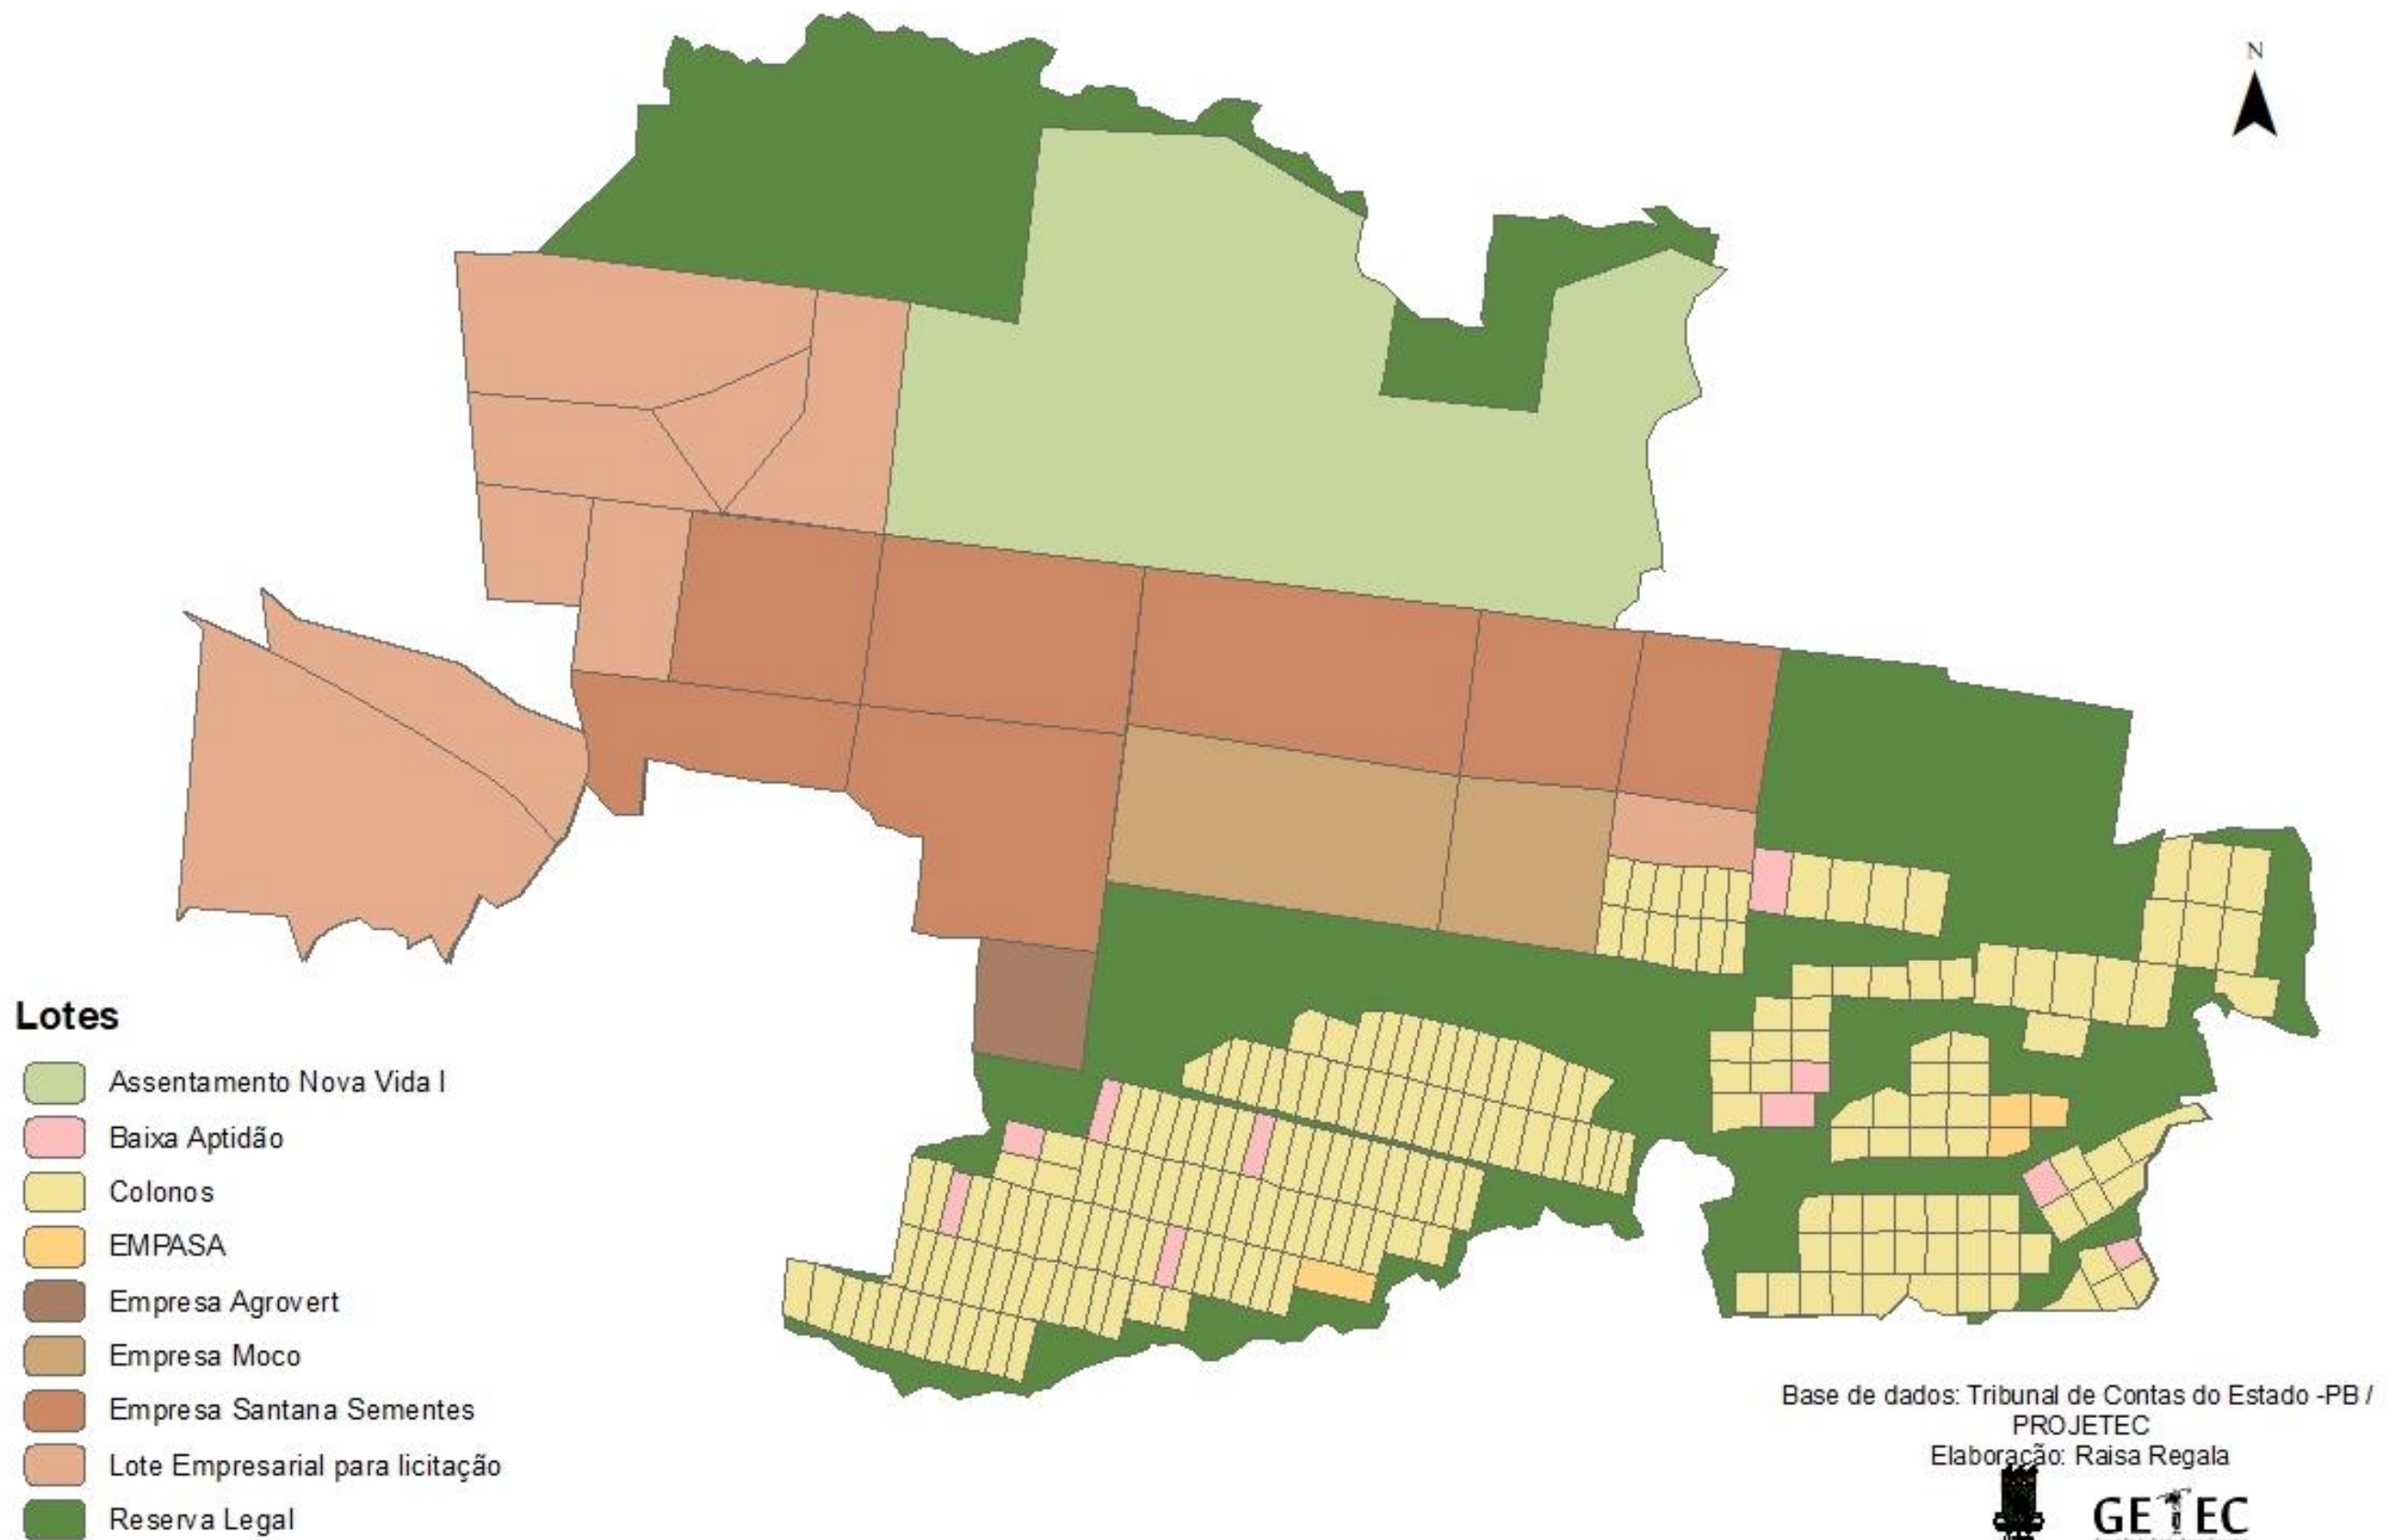 N
Lotes
Assentamento Nova Vida I
Baixa Aptidão
Colonos
EMPASA
Empresa Agrovert
Empresa Moco
Empresa Santana Sementes
Lote Empresarial para licitação
Reserva Legal
Base de dados: Tribunal de Contas do Estado -PB /
PROJETEC
Elaboração: Raisa Regala
GETEC